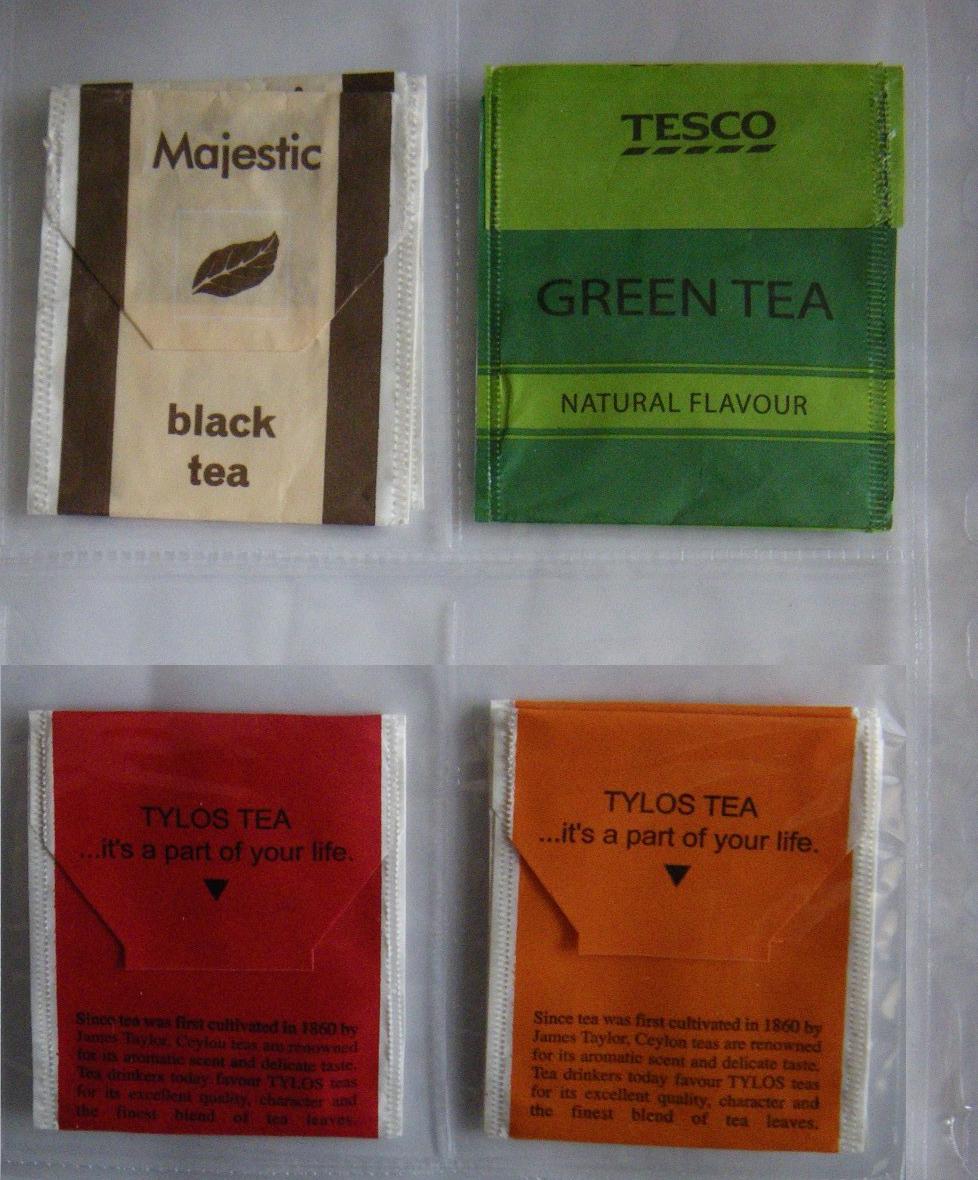 Majestic
black
tea
TESCO
GREEN TEA
NATURAL FLAVOUR
TYLOS TEA
...it's a part of your life.
Since tea was first cultivated in 1860 by
James Taylor, Ceylon teas are renowned
for its aromatic scent and delicate taste.
Tea drinkers today favour TYLOS teas
for its excellent quality, character and
the finest blend of tea leaves.
TYLOS TEA
...it's a part of your life.
Since tea was first cultivated in 1860 by
James Taylor, Ceylon teas are renowned
for its aromatic scent and delicate taste.
Tea drinkers today favour TYLOS teas
for its excellent quality, character and
the finest blend of tea leaves.